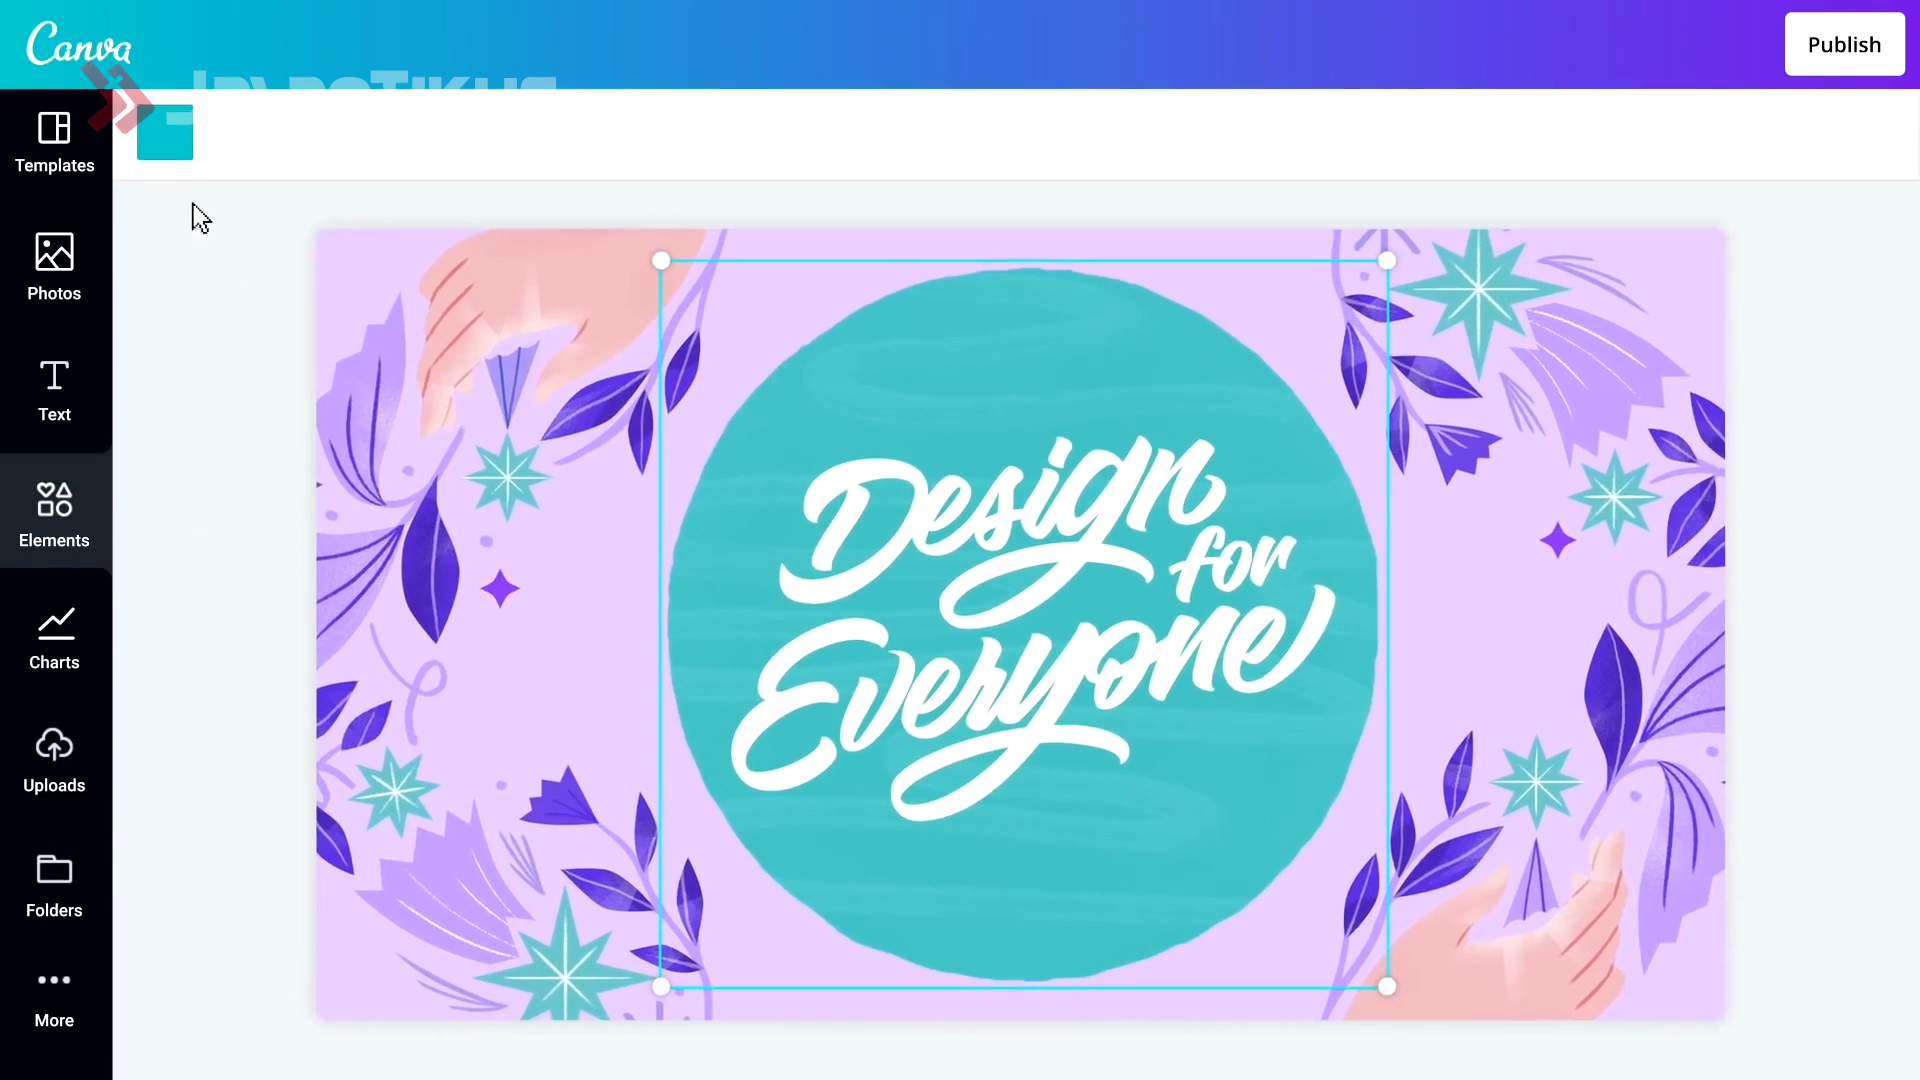 Canva
Publish
Templates
Photos
Text
Elements
Charts
Uploads
Folders
More
Design
for
Everyone